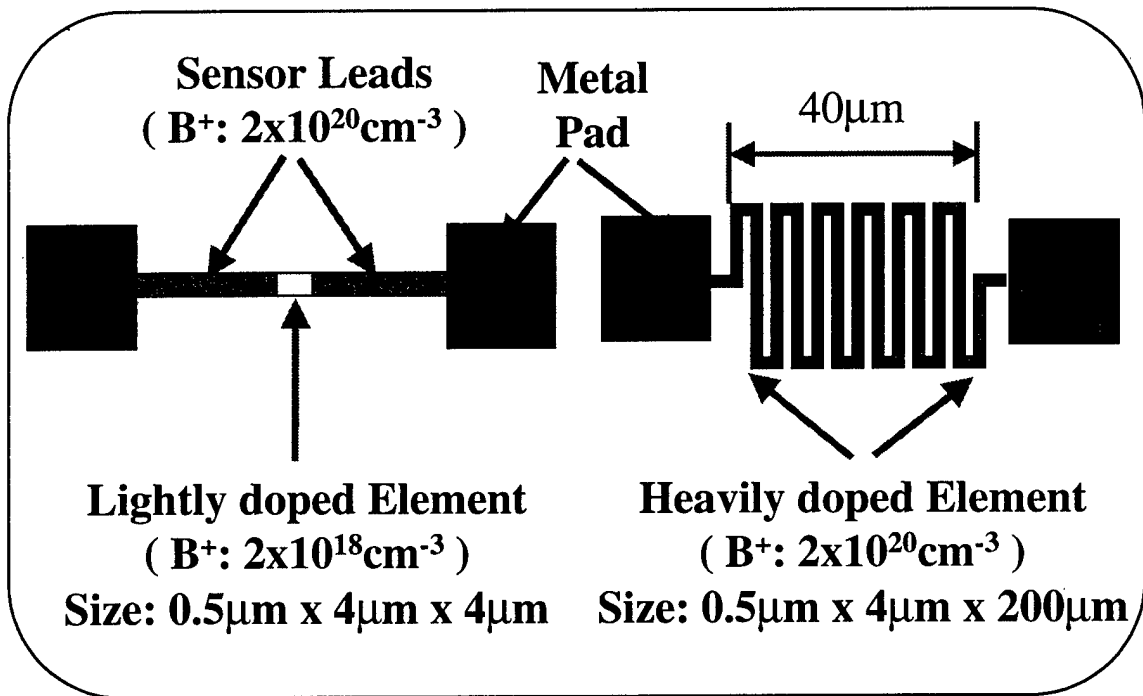 Sensor Leads
( B⁺: 2x10²⁰cm⁻³ )
Metal
Pad
40μm
Lightly doped Element
( B⁺: 2x10¹⁸cm⁻³ )
Size: 0.5μm x 4μm x 4μm
Heavily doped Element
( B⁺: 2x10²⁰cm⁻³ )
Size: 0.5μm x 4μm x 200μm